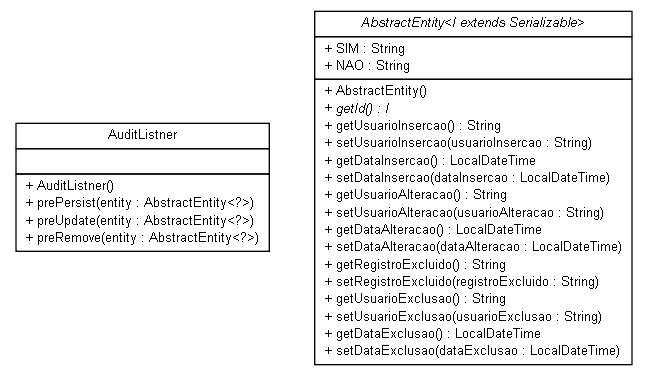 AuditListner
+ AuditListner()
+ prePersist(entity : AbstractEntity<?>)
+ preUpdate(entity : AbstractEntity<?>)
+ preRemove(entity : AbstractEntity<?>)
AbstractEntity<I extends Serializable>
+ SIM : String
+ NAO : String
+ AbstractEntity()
+ getId() : I
+ getUsuarioInsercao() : String
+ setUsuarioInsercao(usuarioInsercao : String)
+ getDataInsercao() : LocalDateTime
+ setDataInsercao(dataInsercao : LocalDateTime)
+ getUsuarioAlteracao() : String
+ setUsuarioAlteracao(usuarioAlteracao : String)
+ getDataAlteracao() : LocalDateTime
+ setDataAlteracao(dataAlteracao : LocalDateTime)
+ getRegistroExcluido() : String
+ setRegistroExcluido(registroExcluido : String)
+ getUsuarioExclusao() : String
+ setUsuarioExclusao(usuarioExclusao : String)
+ getDataExclusao() : LocalDateTime
+ setDataExclusao(dataExclusao : LocalDateTime)